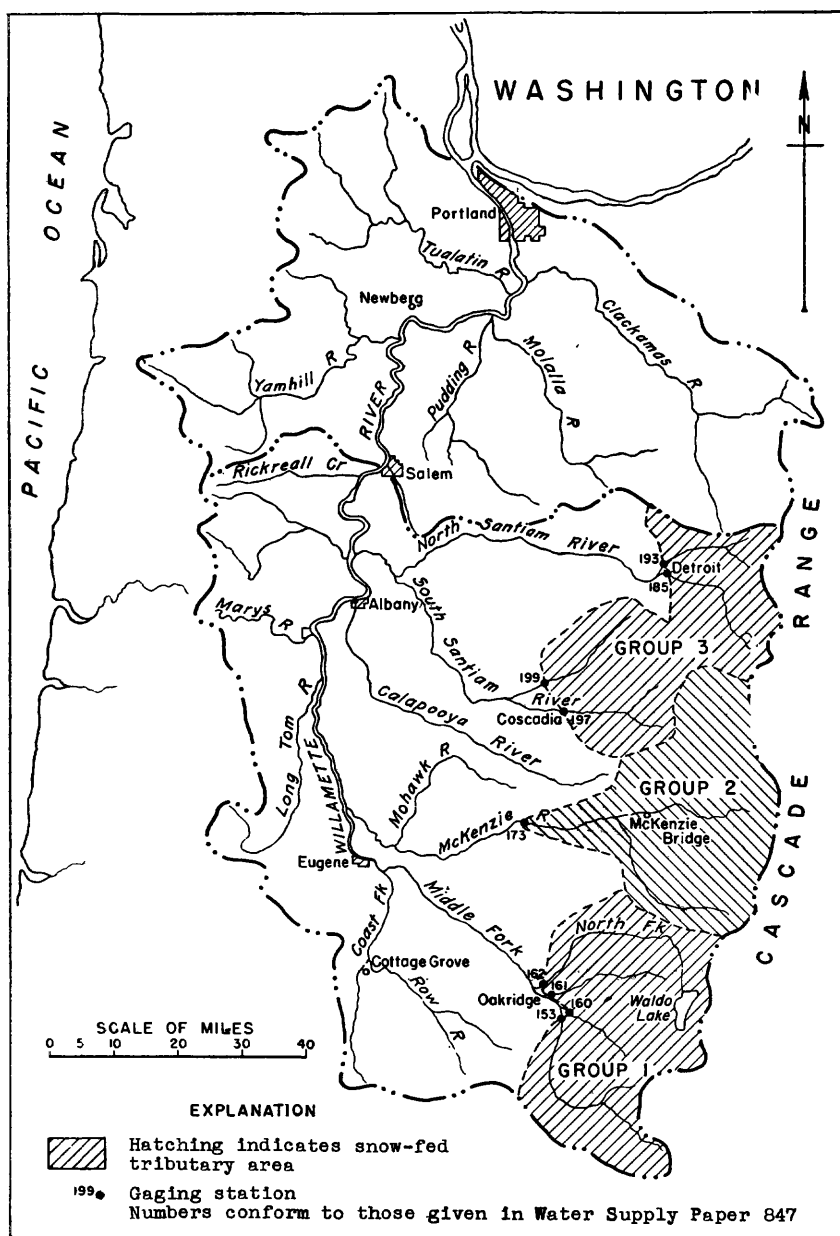 WASHINGTON
N
PACIFIC OCEAN
Portland
Tualatin R
Newberg
Clackamas R
Molalla R
Pudding R
Yamhill R
RIVER
Rickreall Cr
Salem
North Santiam River
193
Detroit
185
Albany
South Santiam River
Marys R
GROUP 3
199
Coscadia
197
Calapooya River
Long Tom R
WILLAMETTE
Mohawk R
GROUP 2
McKenzie R
173
McKenzie
Bridge
CASCADE RANGE
Eugene
Coast Fk
Middle Fork
North Fk
Cottage Grove
Row R
162
161
Oakridge
160
153
Waldo
Lake
GROUP 1
SCALE OF MILES
0 5 10 20 30 40
EXPLANATION
Hatching indicates snow-fed
tributary area
199 Gaging station
Numbers conform to those given in Water Supply Paper 847